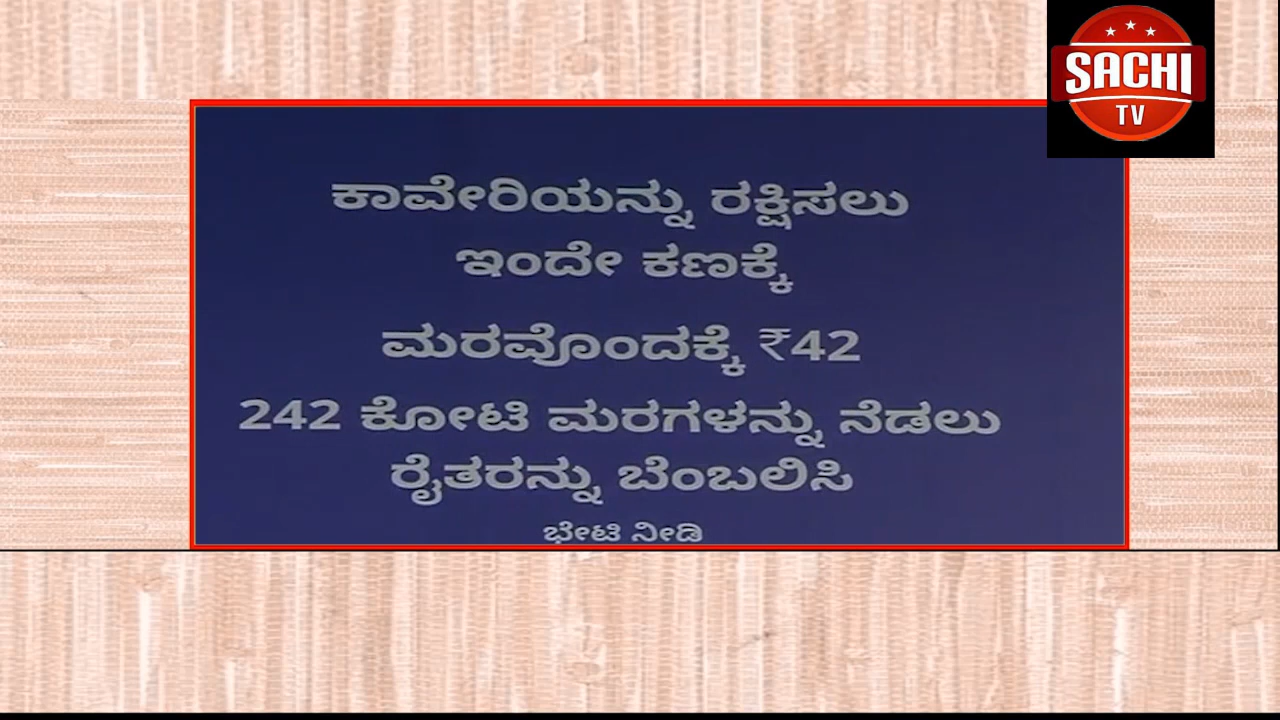 SACHI
TV
ಕಾವೇರಿಯನ್ನು ರಕ್ಷಿಸಲು
ಇಂದೇ ಕಣಕ್ಕೆ
ಮರವೊಂದಕ್ಕೆ ₹42
242 ಕೋಟಿ ಮರಗಳನ್ನು ನೆಡಲು
ರೈತರನ್ನು ಬೆಂಬಲಿಸಿ
ಭೇಟಿ ನೀಡಿ